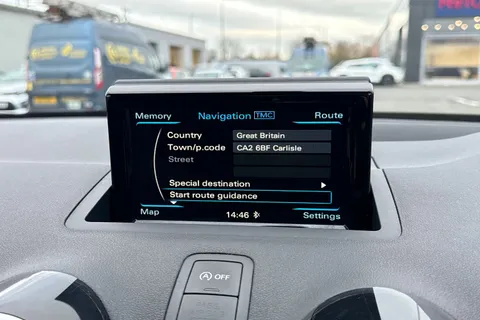 Memory Navigation TMC Route
Country Great Britain
Town/p.code CA2 6BF Carlisle
Street
Special destination
Start route guidance
Map 14:46 Settings
OFF